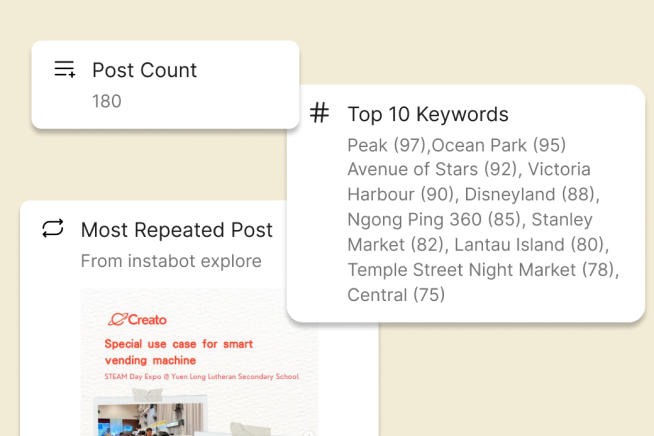 Post Count
180
# Top 10 Keywords
Peak (97),Ocean Park (95)
Avenue of Stars (92), Victoria
Harbour (90), Disneyland (88),
Ngong Ping 360 (85), Stanley
Market (82), Lantau Island (80),
Temple Street Night Market (78),
Central (75)
Most Repeated Post
From instabot explore
Creato
Special use case for smart
vending machine
STEAM Day Expo @ Yuen Long Lutheran Secondary School